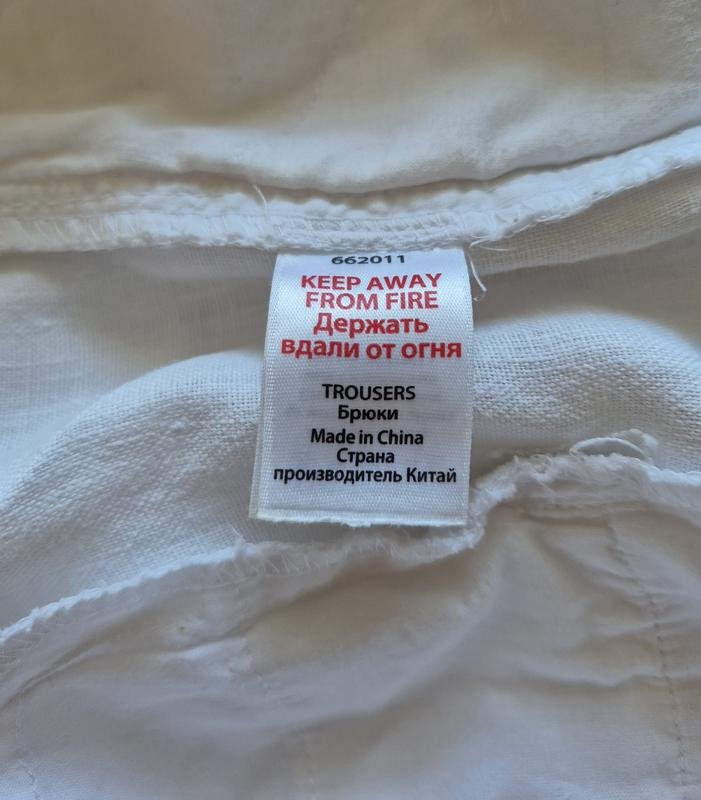 662011
KEEP AWAY
FROM FIRE
Держать
вдали от огня
TROUSERS
Брюки
Made in China
Страна
производитель Китай